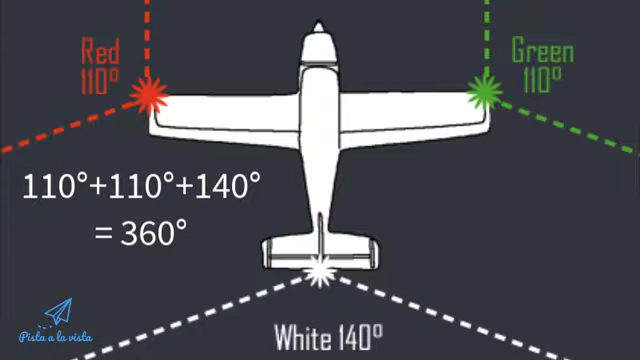 Red
110°
Green
110°
110°+110°+140°
= 360°
White 140°
Pista a la vista